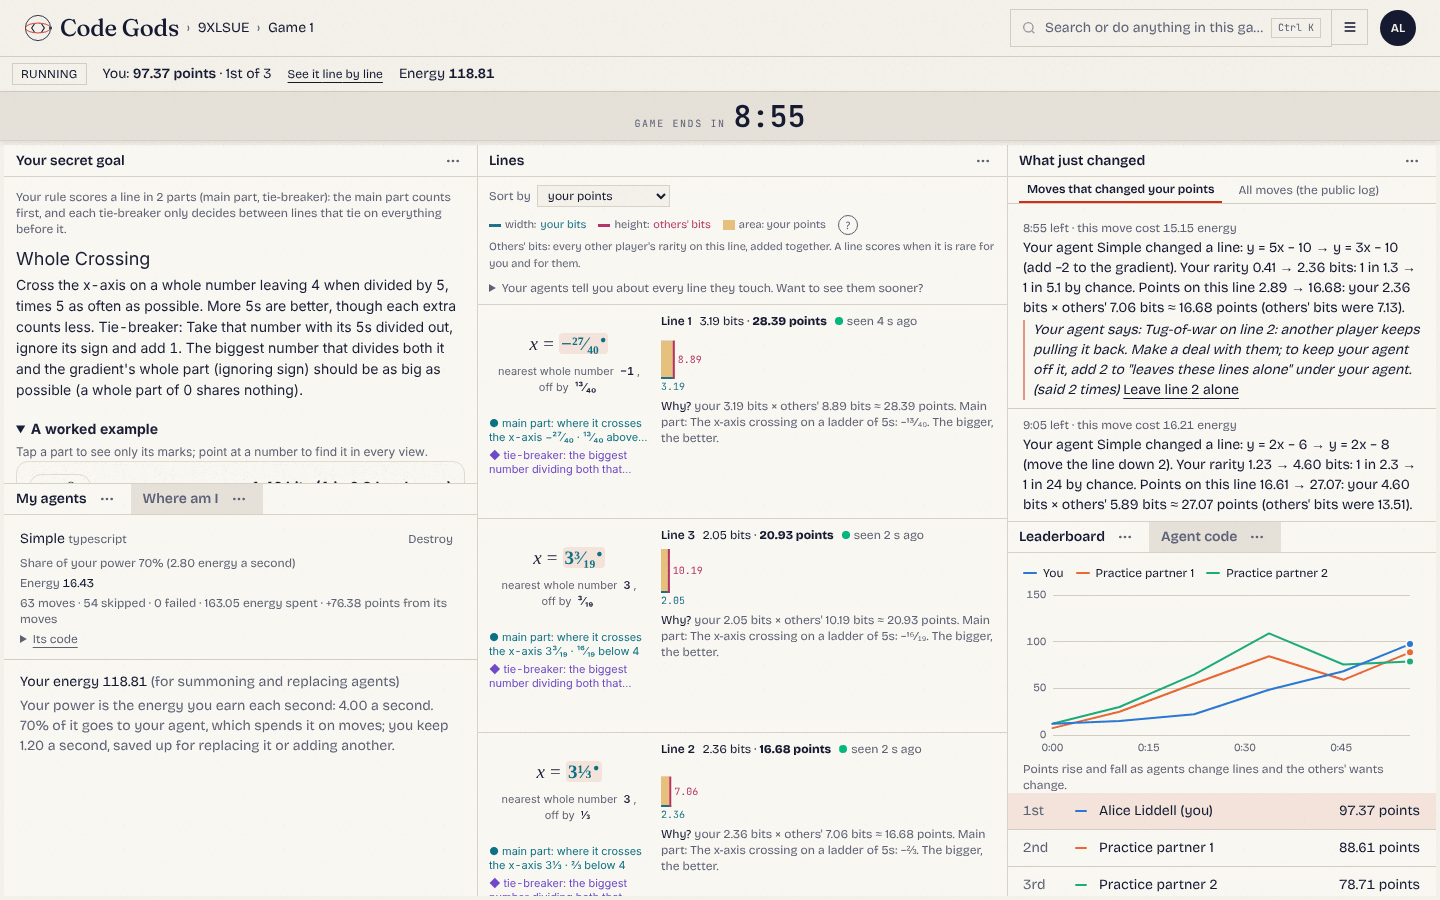 Code Gods › 9XLSUE › Game 1
Search or do anything in this ga... Ctrl K
AL
RUNNING You: 97.37 points · 1st of 3 See it line by line Energy 118.81
GAME ENDS IN 8:55
Your secret goal
Your rule scores a line in 2 parts (main part, tie-breaker): the main part counts
first, and each tie-breaker only decides between lines that tie on everything
before it.
Whole Crossing
Cross the x-axis on a whole number leaving 4 when divided by 5,
times 5 as often as possible. More 5s are better, though each extra
counts less. Tie-breaker: Take that number with its 5s divided out,
ignore its sign and add 1. The biggest number that divides both it
and the gradient's whole part (ignoring sign) should be as big as
possible (a whole part of 0 shares nothing).
▼ A worked example
Tap a part to see only its marks; point at a number to find it in every view.
My agents
Where am I
Simple typescript
Destroy
Share of your power 70% (2.80 energy a second)
Energy 16.43
63 moves · 54 skipped · 0 failed · 163.05 energy spent · +76.38 points from its
moves
▶ Its code
Your energy 118.81 (for summoning and replacing agents)
Your power is the energy you earn each second: 4.00 a second.
70% of it goes to your agent, which spends it on moves; you keep
1.20 a second, saved up for replacing it or adding another.
Lines
Sort by your points
width: your bits height: others' bits area: your points ?
Others' bits: every other player's rarity on this line, added together. A line scores when it is rare for
you and for them.
▶ Your agents tell you about every line they touch. Want to see them sooner?
x = −27⁄40
nearest whole number −1 ,
off by 13⁄40
main part: where it crosses
the x-axis −27⁄40 · 13⁄40 above...
tie-breaker: the biggest
number dividing both that...
Line 1 3.19 bits · 28.39 points seen 4 s ago
8.89
3.19
Why? your 3.19 bits × others' 8.89 bits ≈ 28.39 points. Main
part: The x-axis crossing on a ladder of 5s: −13⁄40. The bigger,
the better.
x = 3 3⁄19
nearest whole number 3 ,
off by 3⁄19
main part: where it crosses
the x-axis 3 3⁄19 · 16⁄19 below 4
tie-breaker: the biggest
number dividing both that...
Line 3 2.05 bits · 20.93 points seen 2 s ago
10.19
2.05
Why? your 2.05 bits × others' 10.19 bits ≈ 20.93 points. Main
part: The x-axis crossing on a ladder of 5s: −16⁄19. The bigger,
the better.
x = 3⅓
nearest whole number 3 ,
off by ⅓
main part: where it crosses
the x-axis 3⅓ · ⅔ below 4
tie-breaker: the biggest
number dividing both that...
Line 2 2.36 bits · 16.68 points seen 2 s ago
7.06
2.36
Why? your 2.36 bits × others' 7.06 bits ≈ 16.68 points. Main
part: The x-axis crossing on a ladder of 5s: −⅔. The bigger,
the better.
What just changed
Moves that changed your points
All moves (the public log)
8:55 left · this move cost 15.15 energy
Your agent Simple changed a line: y = 5x − 10 → y = 3x − 10
(add −2 to the gradient). Your rarity 0.41 → 2.36 bits: 1 in 1.3 →
1 in 5.1 by chance. Points on this line 2.89 → 16.68: your 2.36
bits × others' 7.06 bits ≈ 16.68 points (others' bits were 7.13).
Your agent says: Tug-of-war on line 2: another player keeps
pulling it back. Make a deal with them; to keep your agent
off it, add 2 to "leaves these lines alone" under your agent.
(said 2 times) Leave line 2 alone
9:05 left · this move cost 16.21 energy
Your agent Simple changed a line: y = 2x − 6 → y = 2x − 8
(move the line down 2). Your rarity 1.23 → 4.60 bits: 1 in 2.3 →
1 in 24 by chance. Points on this line 16.61 → 27.07: your 4.60
bits × others' 5.89 bits ≈ 27.07 points (others' bits were 13.51).
Leaderboard
Agent code
You Practice partner 1 Practice partner 2
150
100
50
0
0:00 0:15 0:30 0:45
Points rise and fall as agents change lines and the others' wants
change.
1st Alice Liddell (you) 97.37 points
2nd Practice partner 1 88.61 points
3rd Practice partner 2 78.71 points